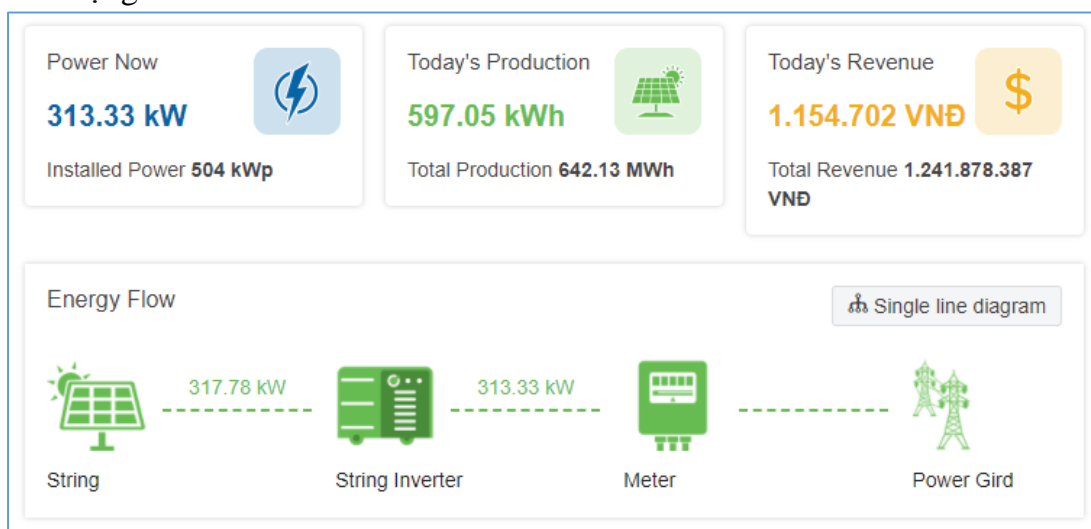 Power Now
313.33 kW
Installed Power 504 kWp
Today's Production
597.05 kWh
Total Production 642.13 MWh
Today's Revenue
$
1.154.702 VNĐ
Total Revenue 1.241.878.387
VNĐ
Energy Flow
Single line diagram
317.78 kW
313.33 kW
String
String Inverter
Meter
Power Gird